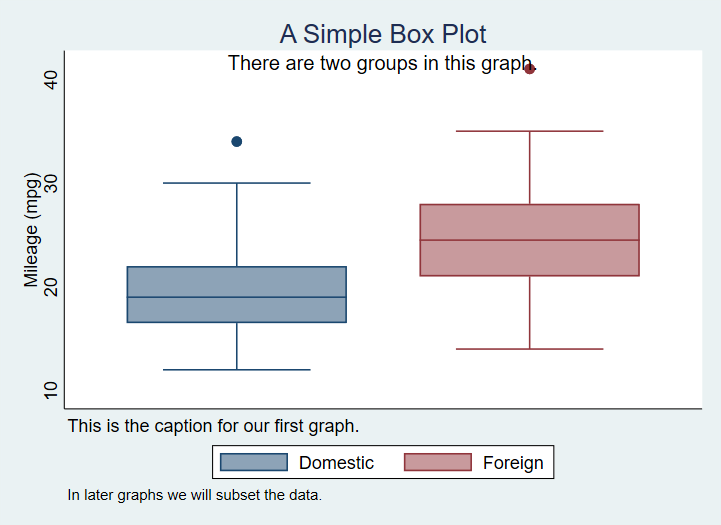 A Simple Box Plot
There are two groups in this graph.
Mileage (mpg)
40
30
20
10
This is the caption for our first graph.
Domestic
Foreign
In later graphs we will subset the data.